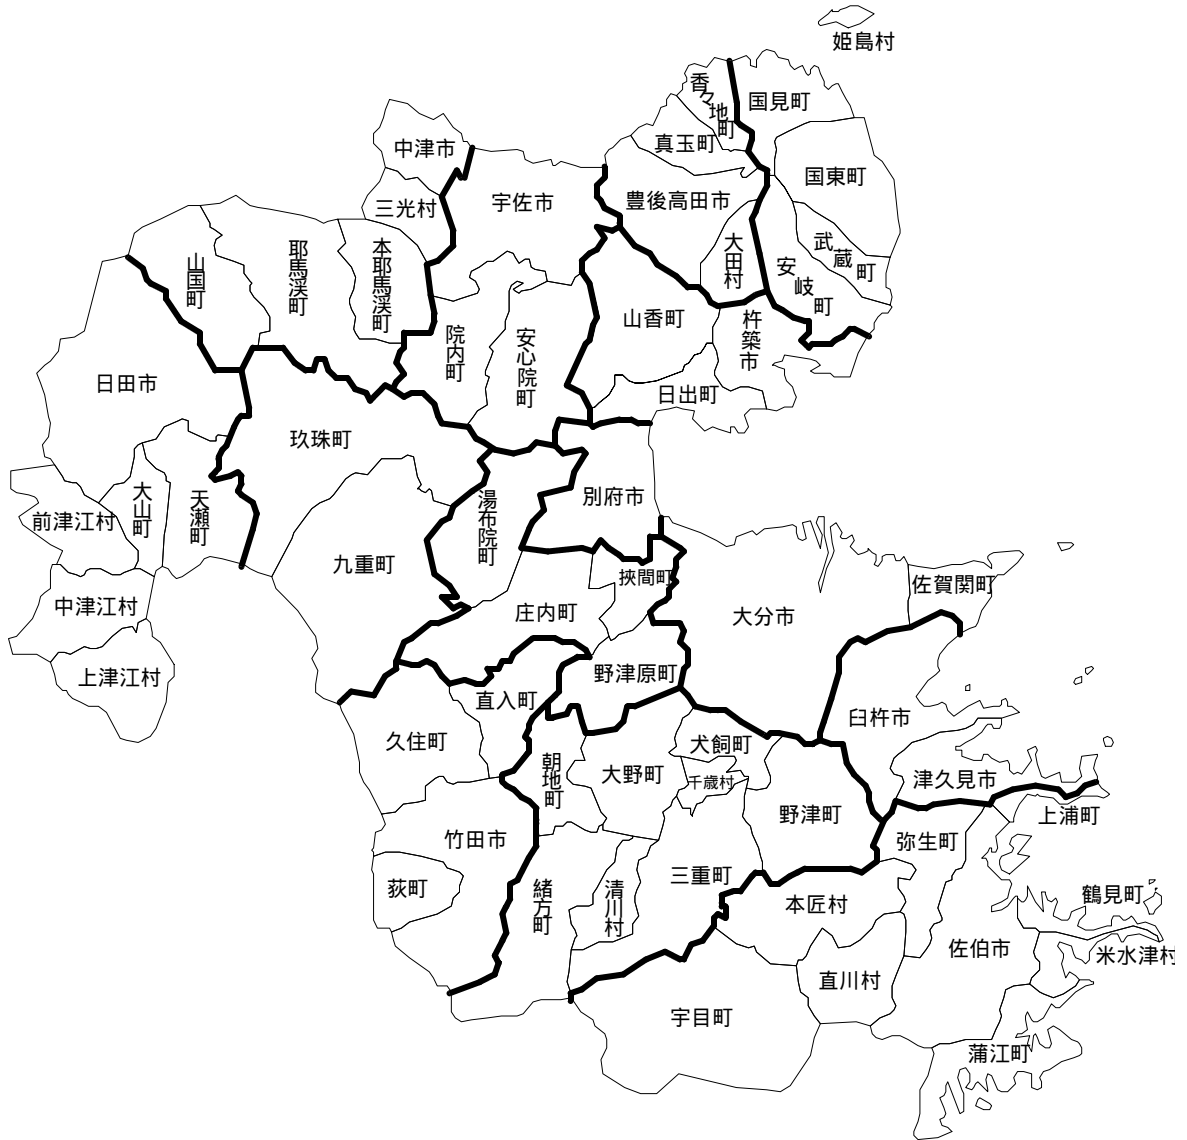 姫島村
香々地町
国見町
中津市
真玉町
国東町
三光村
宇佐市
豊後高田市
武蔵町
大田村
安岐町
山国町
耶馬渓町
本耶馬渓町
山香町
杵築市
院内町
安心院町
日田市
日出町
玖珠町
別府市
前津江村
大山町
天瀬町
湯布院町
九重町
挾間町
佐賀関町
中津江村
庄内町
大分市
上津江村
野津原町
直入町
臼杵市
久住町
犬飼町
朝地町
大野町
千歳村
津久見市
野津町
上浦町
竹田市
弥生町
荻町
緒方町
清川村
三重町
本匠村
鶴見町
佐伯市
米水津村
直川村
宇目町
蒲江町